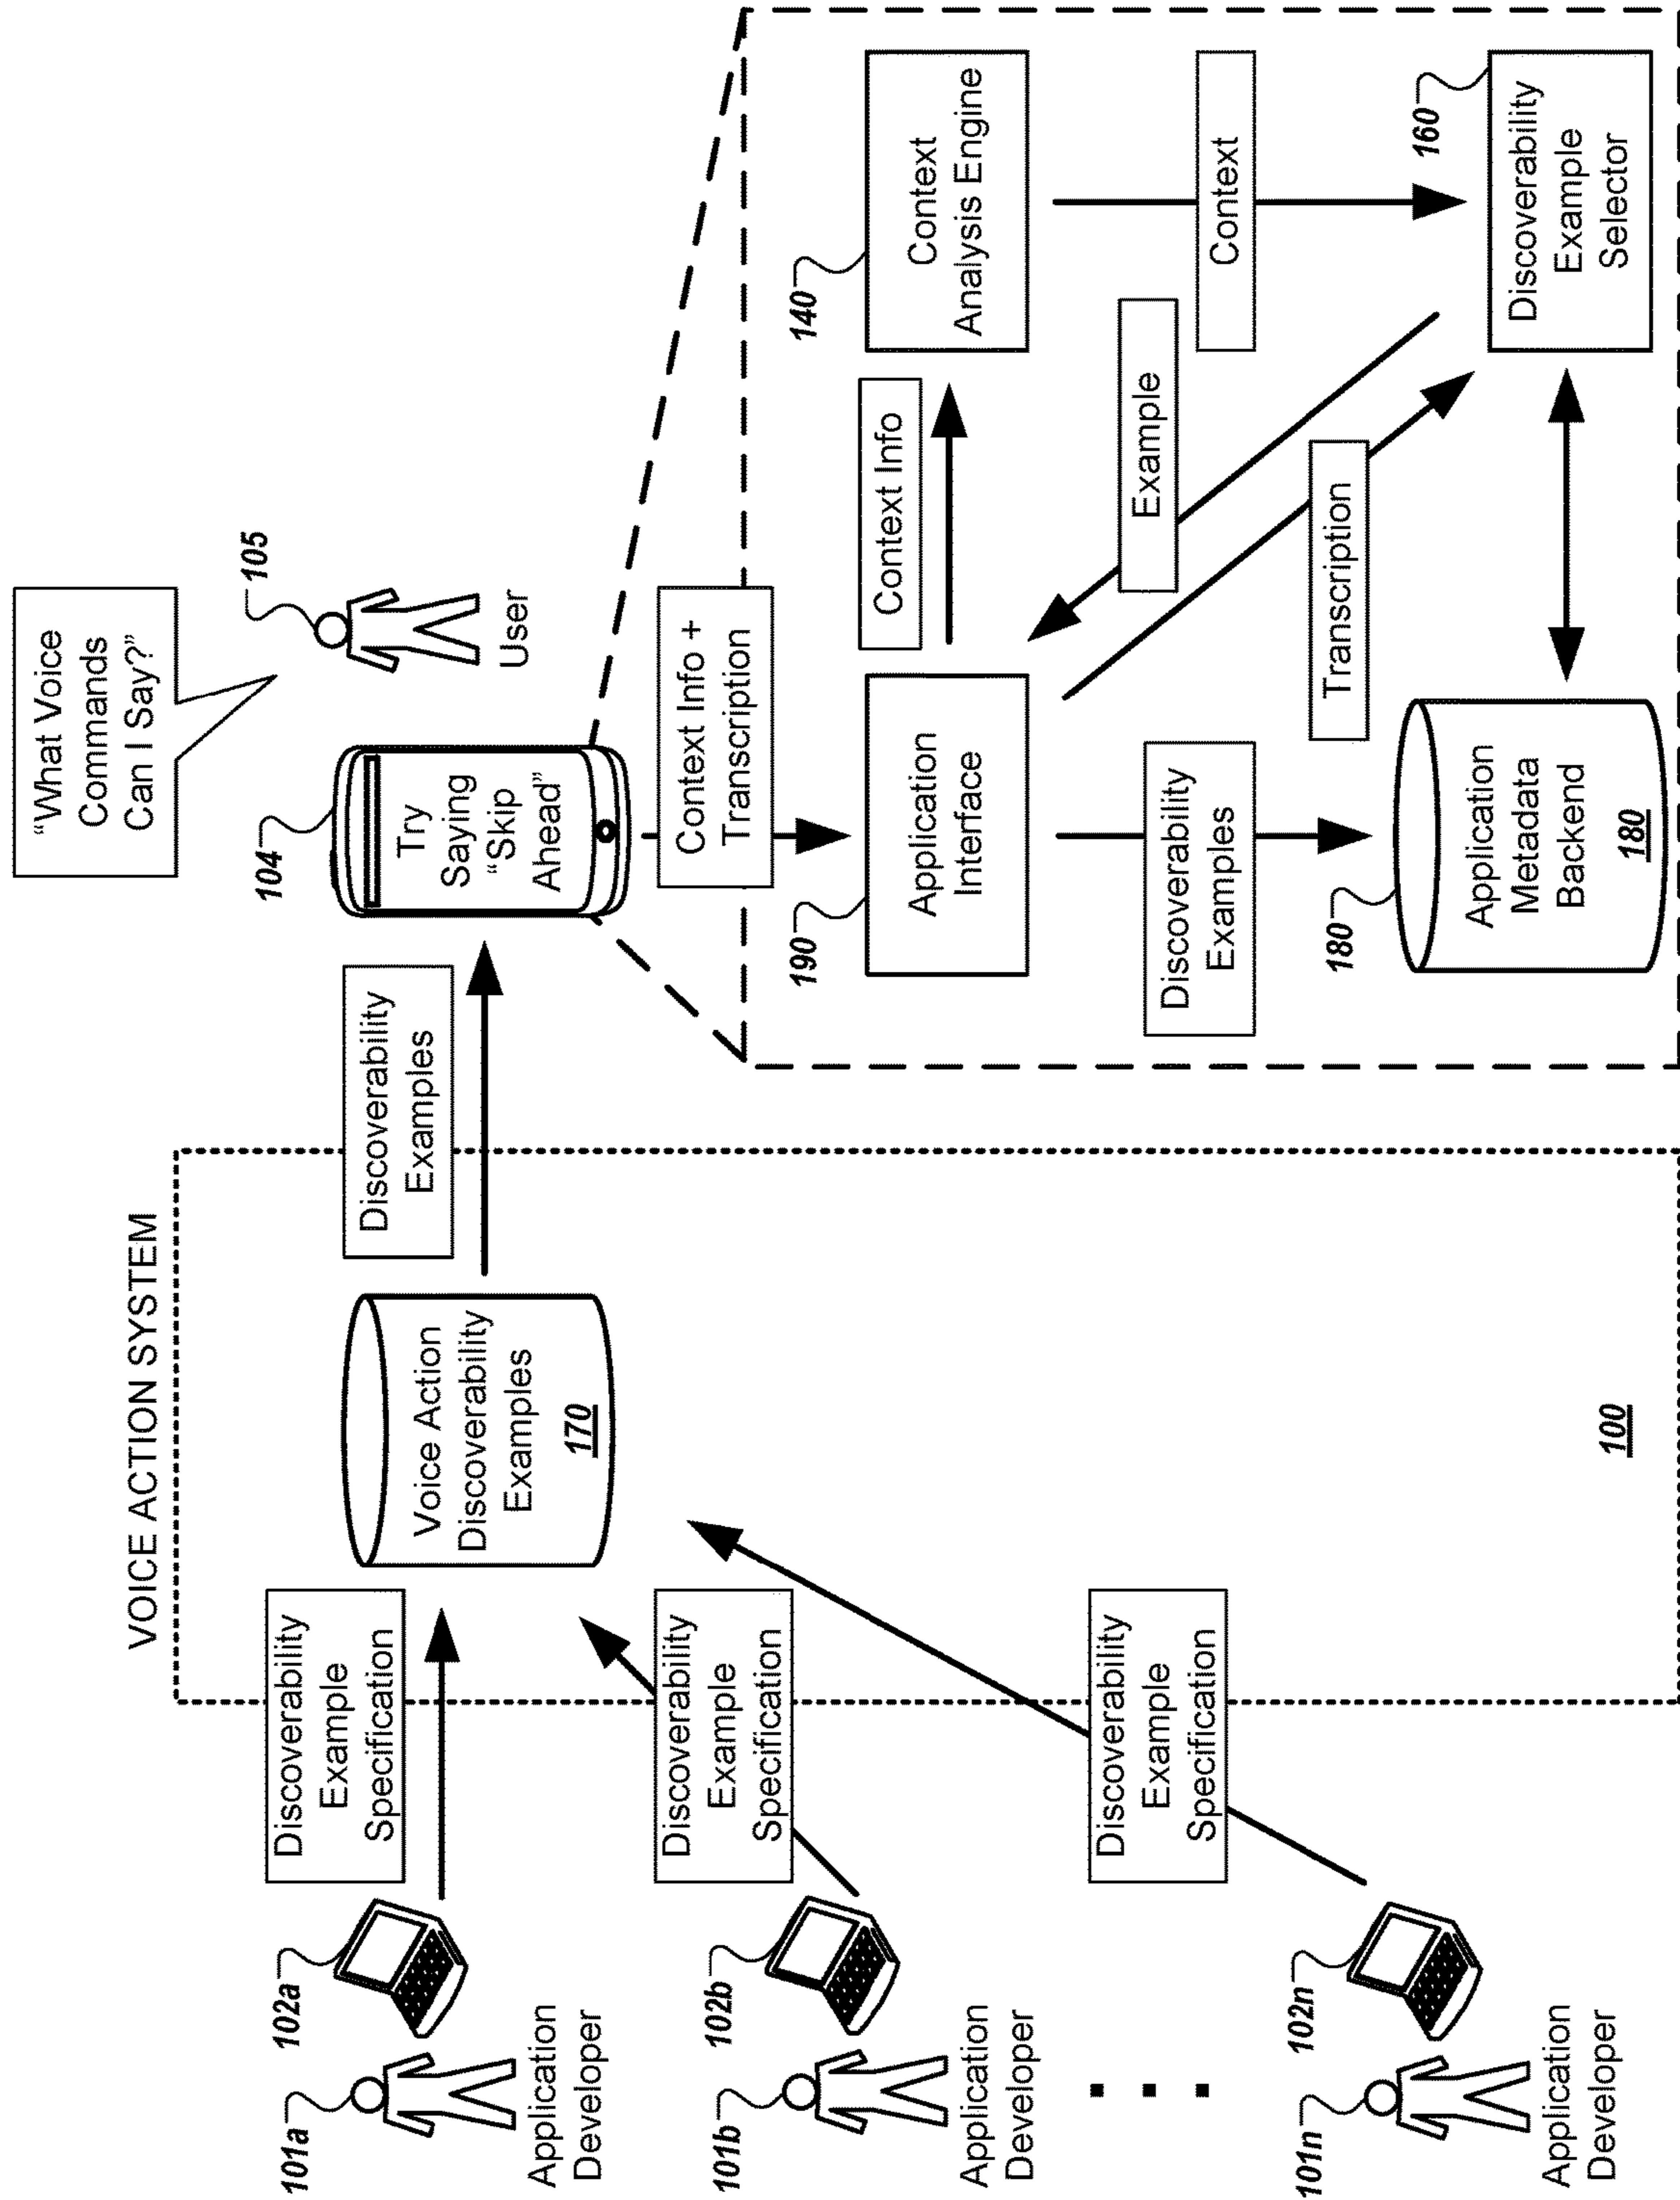 VOICE ACTION SYSTEM
101a
102a
Application
Developer
Discoverability
Example
Specification
101b
102b
Application
Developer
Discoverability
Example
Specification
101n
102n
Application
Developer
Discoverability
Example
Specification
Voice Action
Discoverability
Examples
170
100
Discoverability
Examples
104
Try
Saying
“Skip
Ahead”
“What Voice
Commands
Can I Say?”
105
User
Context Info +
Transcription
190
Application
Interface
Context Info
140
Context
Analysis Engine
Discoverability
Examples
Example
Transcription
Context
180
Application
Metadata
Backend
180
160
Discoverability
Example
Selector